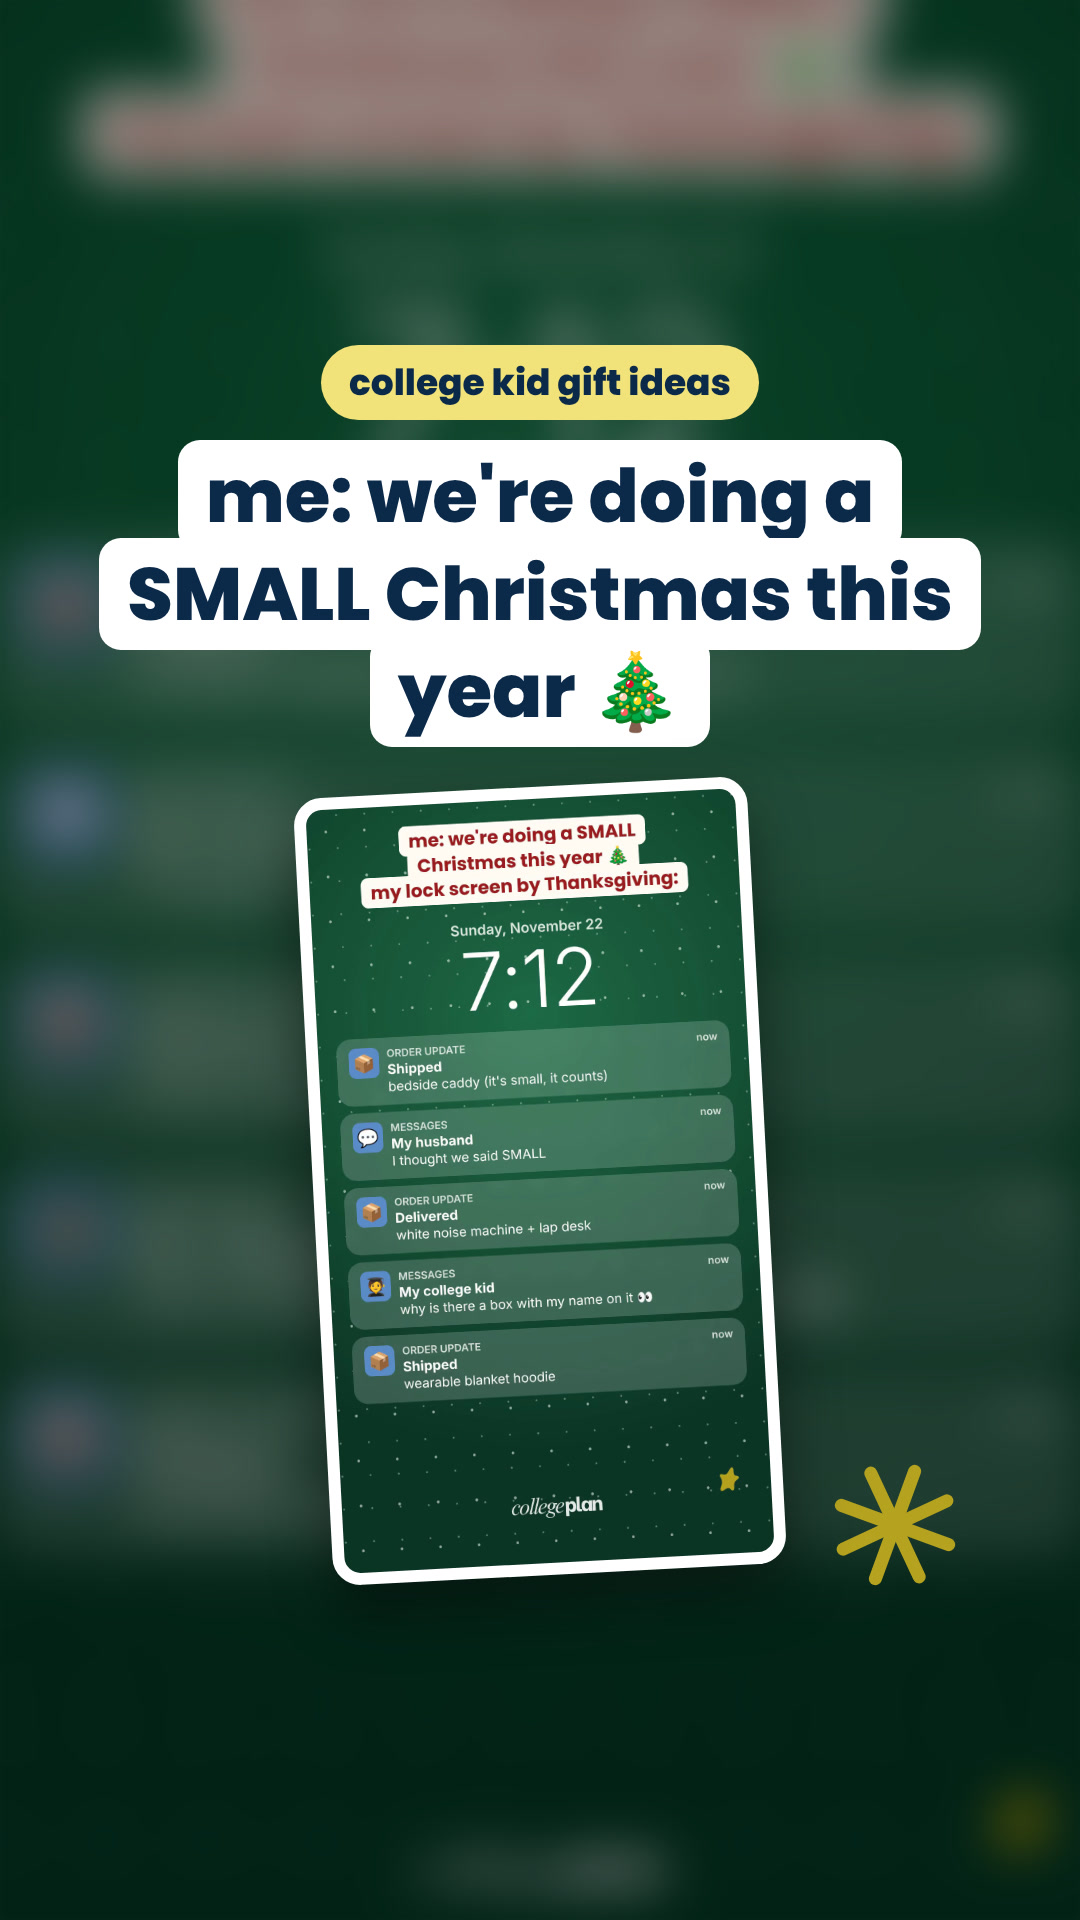 college kid gift ideas
me: we're doing a
SMALL Christmas this
year 🎄
me: we're doing a SMALL
Christmas this year 🎄
my lock screen by Thanksgiving:
Sunday, November 22
7:12
ORDER UPDATE
now
Shipped
bedside caddy (it's small, it counts)
MESSAGES
now
My husband
I thought we said SMALL
ORDER UPDATE
now
Delivered
white noise machine + lap desk
MESSAGES
now
My college kid
why is there a box with my name on it 👀
ORDER UPDATE
now
Shipped
wearable blanket hoodie
collegeplan